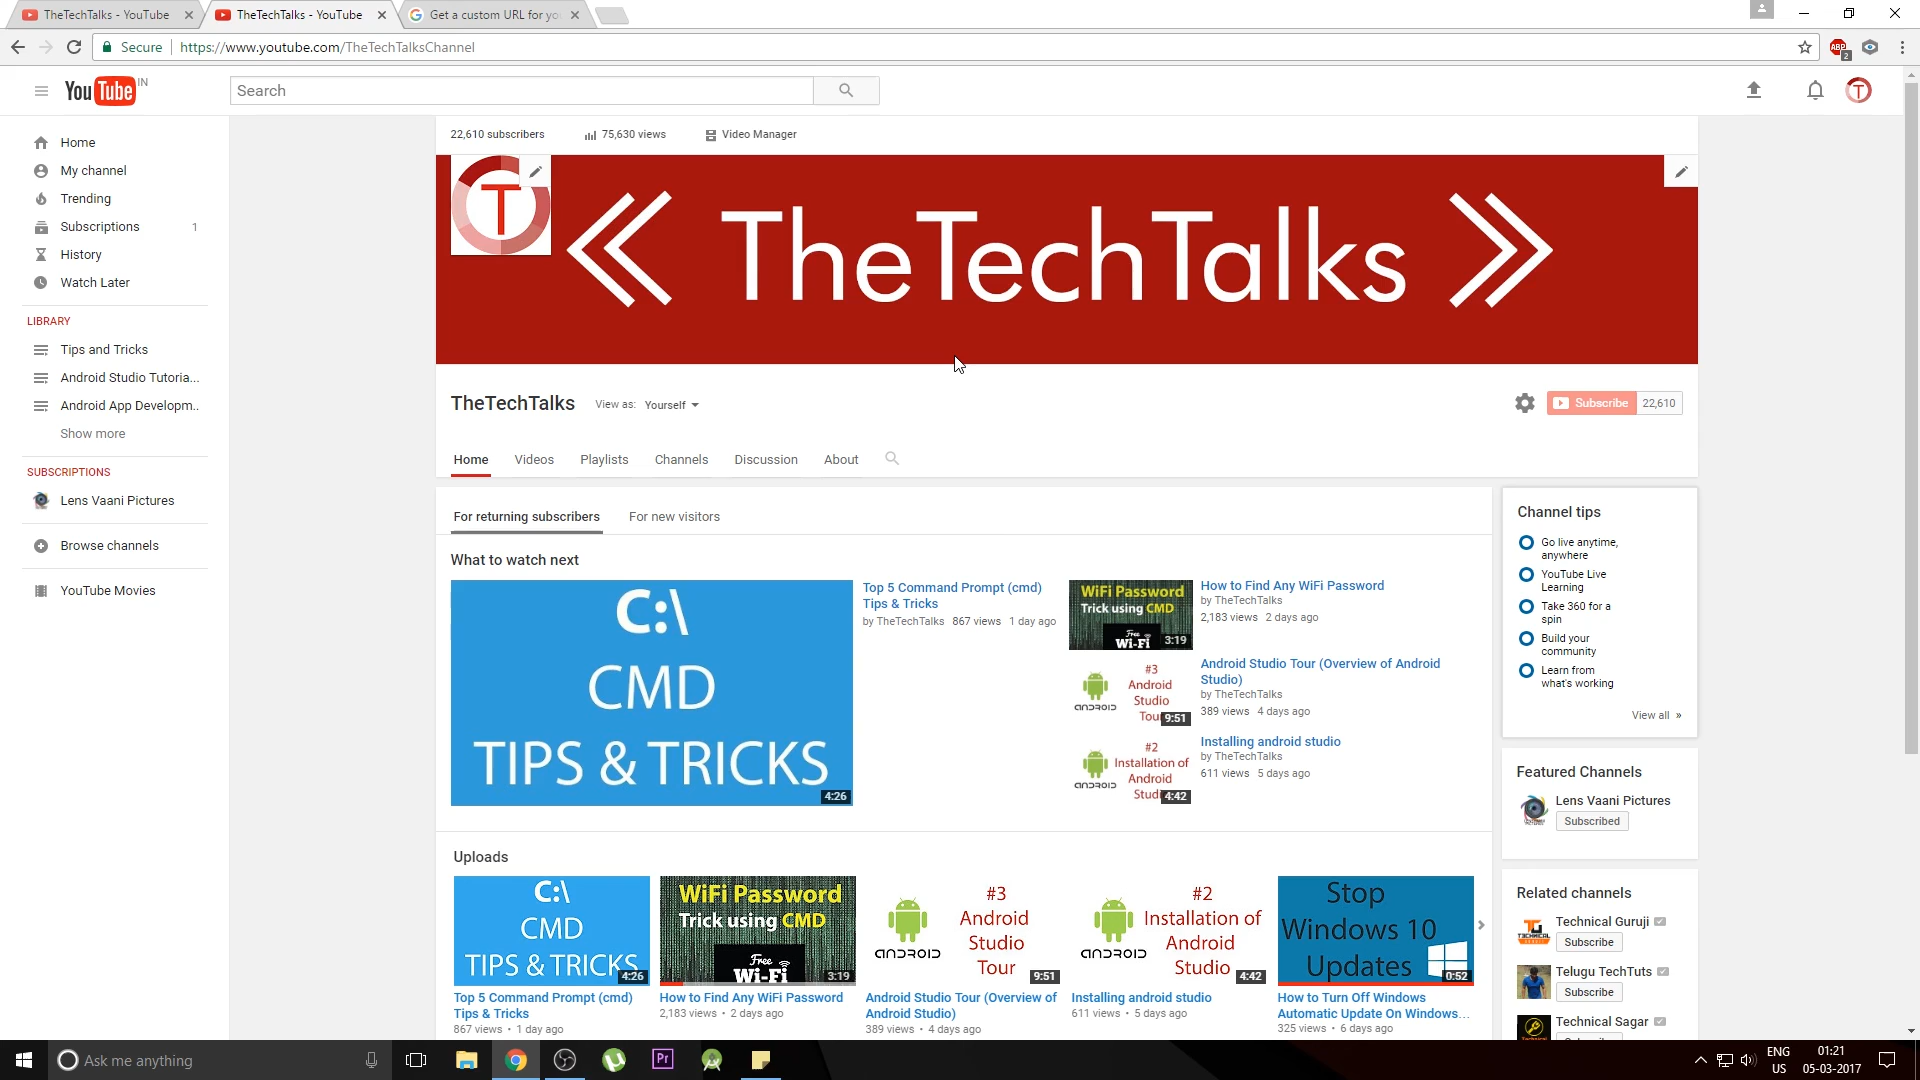 TheTechTalks - YouTube
TheTechTalks - YouTube
Get a custom URL for yo
Secure
https://www.youtube.com/TheTechTalksChannel
ABP
2
YouTube IN
Search
T
Home
My channel
Trending
Subscriptions 1
History
Watch Later
LIBRARY
Tips and Tricks
Android Studio Tutoria...
Android App Developm..
Show more
SUBSCRIPTIONS
Lens Vaani Pictures
Browse channels
YouTube Movies
22,610 subscribers
75,630 views
Video Manager
T
TheTechTalks
TheTechTalks
View as: Yourself
Subscribe 22,610
Home
Videos
Playlists
Channels
Discussion
About
For returning subscribers
For new visitors
What to watch next
C:\
CMD
TIPS & TRICKS
4:26
Top 5 Command Prompt (cmd)
Tips & Tricks
by TheTechTalks 867 views 1 day ago
WiFi Password
Trick using CMD
Free
Wi-Fi
3:19
How to Find Any WiFi Password
by TheTechTalks
2,183 views 2 days ago
#3
Android
Studio
Tour
ANDROID
9:51
Android Studio Tour (Overview of Android
Studio)
by TheTechTalks
389 views 4 days ago
#2
Installation of
Android
Studi
ANDROID
4:42
Installing android studio
by TheTechTalks
611 views 5 days ago
Uploads
C:\
CMD
TIPS & TRICKS
4:26
Top 5 Command Prompt (cmd)
Tips & Tricks
867 views • 1 day ago
WiFi Password
Trick using CMD
Free
Wi-Fi
3:19
How to Find Any WiFi Password
2,183 views • 2 days ago
#3
Android
Studio
Tour
ANDROID
9:51
Android Studio Tour (Overview of
Android Studio)
389 views • 4 days ago
#2
Installation of
Android
Studio
ANDROID
4:42
Installing android studio
611 views • 5 days ago
Stop
Windows 10
Updates
0:52
How to Turn Off Windows
Automatic Update On Windows...
325 views • 6 days ago
Channel tips
Go live anytime,
anywhere
YouTube Live
Learning
Take 360 for a
spin
Build your
community
Learn from
what's working
View all »
Featured Channels
Lens Vaani Pictures
Subscribed
Related channels
Technical Guruji
Subscribe
Telugu TechTuts
Subscribe
Technical Sagar
Ask me anything
Pr
ENG
US
01:21
05-03-2017